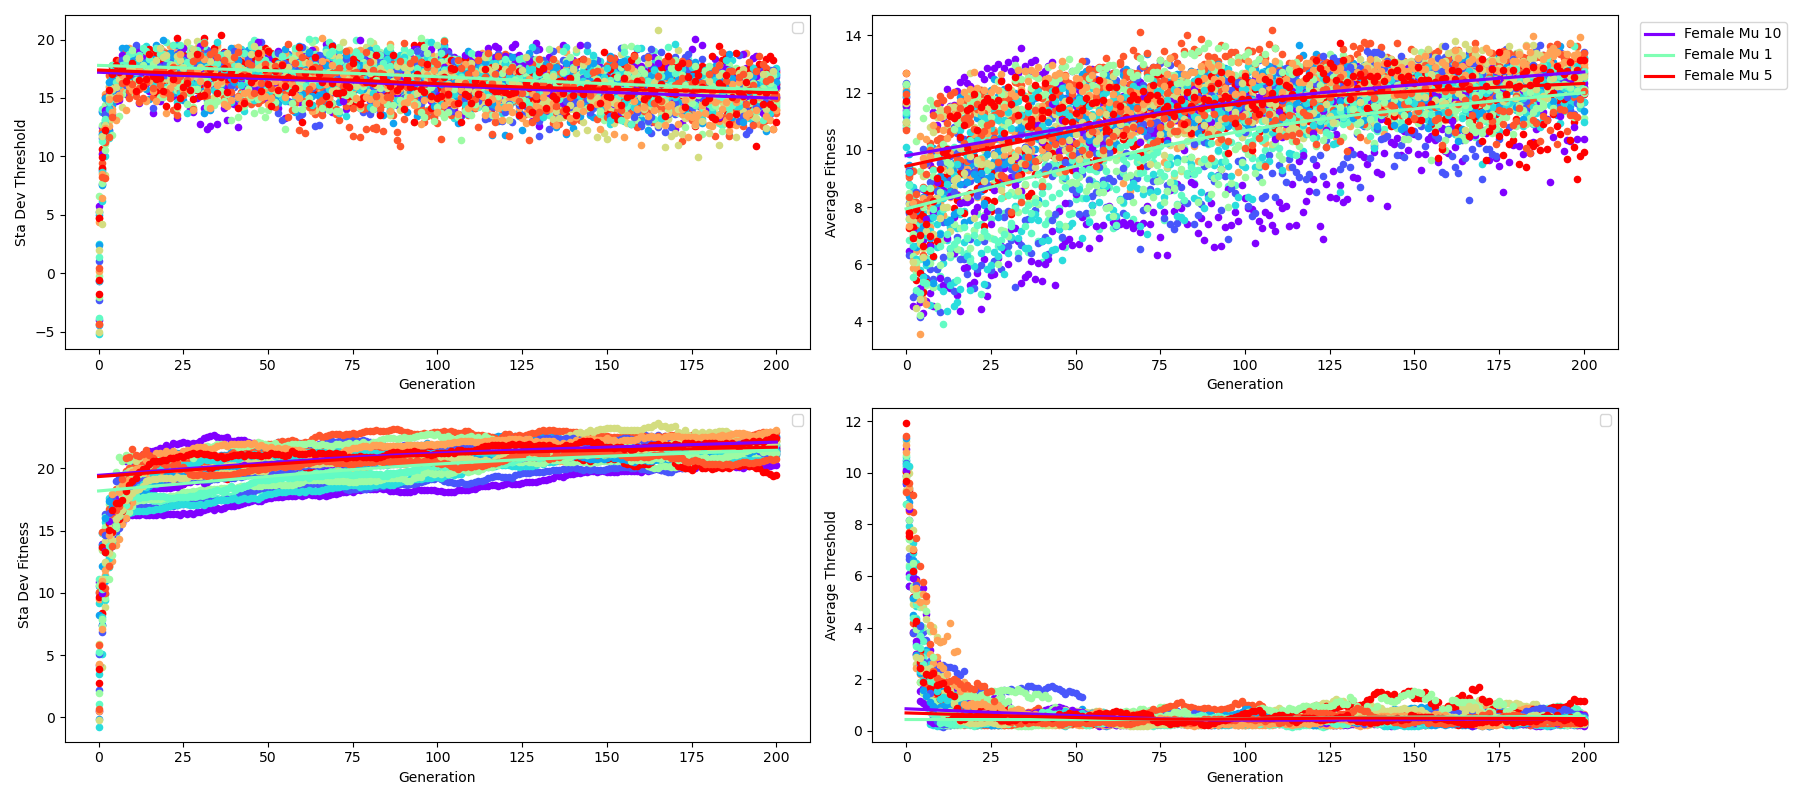 20
15
10
5
0
−5
Sta Dev Threshold
0 25 50 75 100 125 150 175 200
Generation
14
12
10
8
6
4
Average Fitness
0 25 50 75 100 125 150 175 200
Generation
Female Mu 10
Female Mu 1
Female Mu 5
20
15
10
5
0
Sta Dev Fitness
0 25 50 75 100 125 150 175 200
Generation
12
10
8
6
4
2
0
Average Threshold
0 25 50 75 100 125 150 175 200
Generation